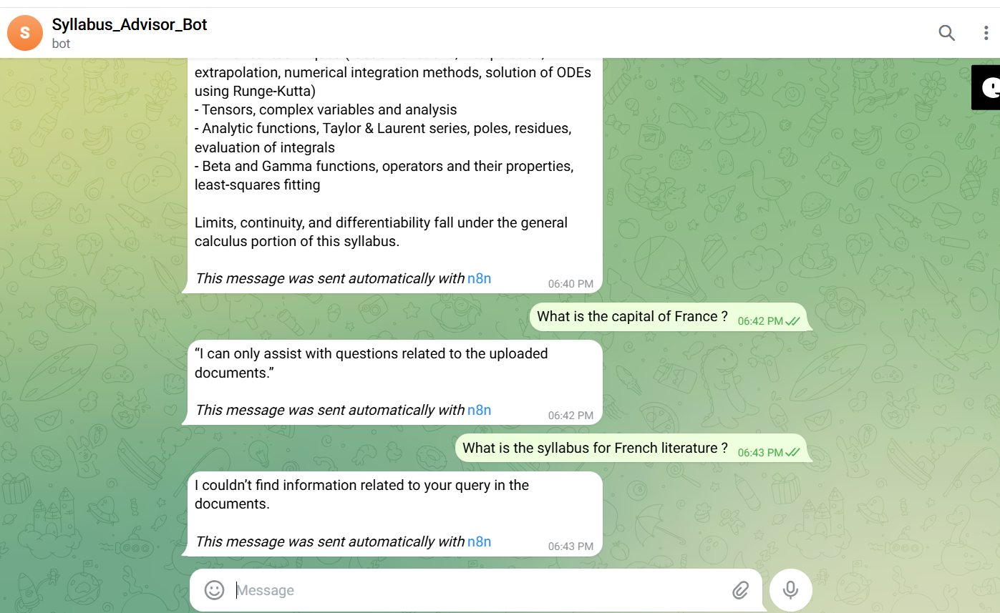 S
Syllabus_Advisor_Bot
bot
extrapolation, numerical integration methods, solution of ODEs
using Runge-Kutta)
- Tensors, complex variables and analysis
- Analytic functions, Taylor & Laurent series, poles, residues,
evaluation of integrals
- Beta and Gamma functions, operators and their properties,
least-squares fitting
Limits, continuity, and differentiability fall under the general
calculus portion of this syllabus.
This message was sent automatically with n8n
06:40 PM
What is the capital of France ? 06:42 PM
“I can only assist with questions related to the uploaded
documents.”
This message was sent automatically with n8n
06:42 PM
What is the syllabus for French literature ? 06:43 PM
I couldn’t find information related to your query in the
documents.
This message was sent automatically with n8n
06:43 PM
Message